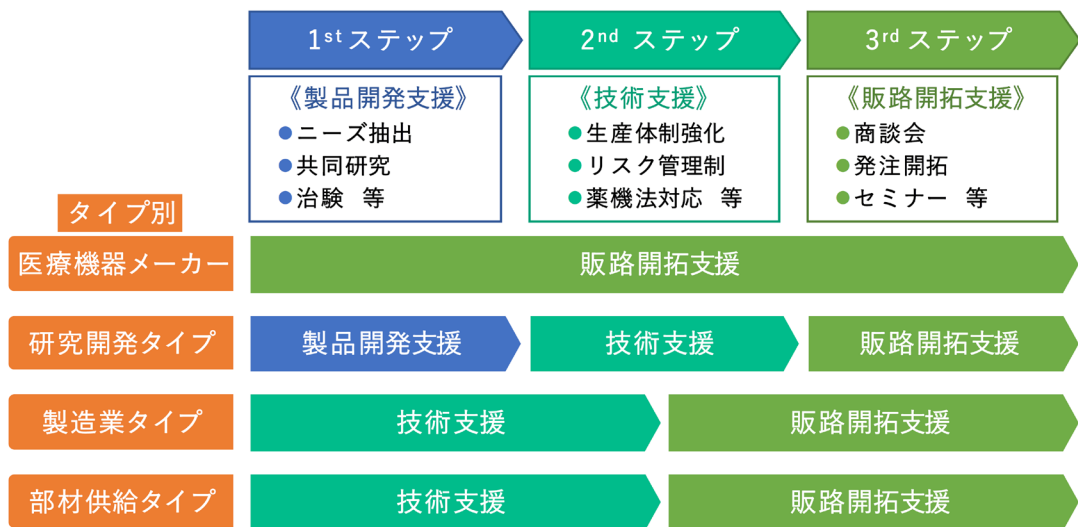 1st ステップ
2nd ステップ
3rd ステップ
《製品開発支援》
●ニーズ抽出
●共同研究
●治験 等
《技術支援》
●生産体制強化
●リスク管理制
●薬機法対応 等
《販路開拓支援》
●商談会
●発注開拓
●セミナー 等
タイプ別
医療機器メーカー
販路開拓支援
研究開発タイプ
製品開発支援
技術支援
販路開拓支援
製造業タイプ
技術支援
販路開拓支援
部材供給タイプ
技術支援
販路開拓支援